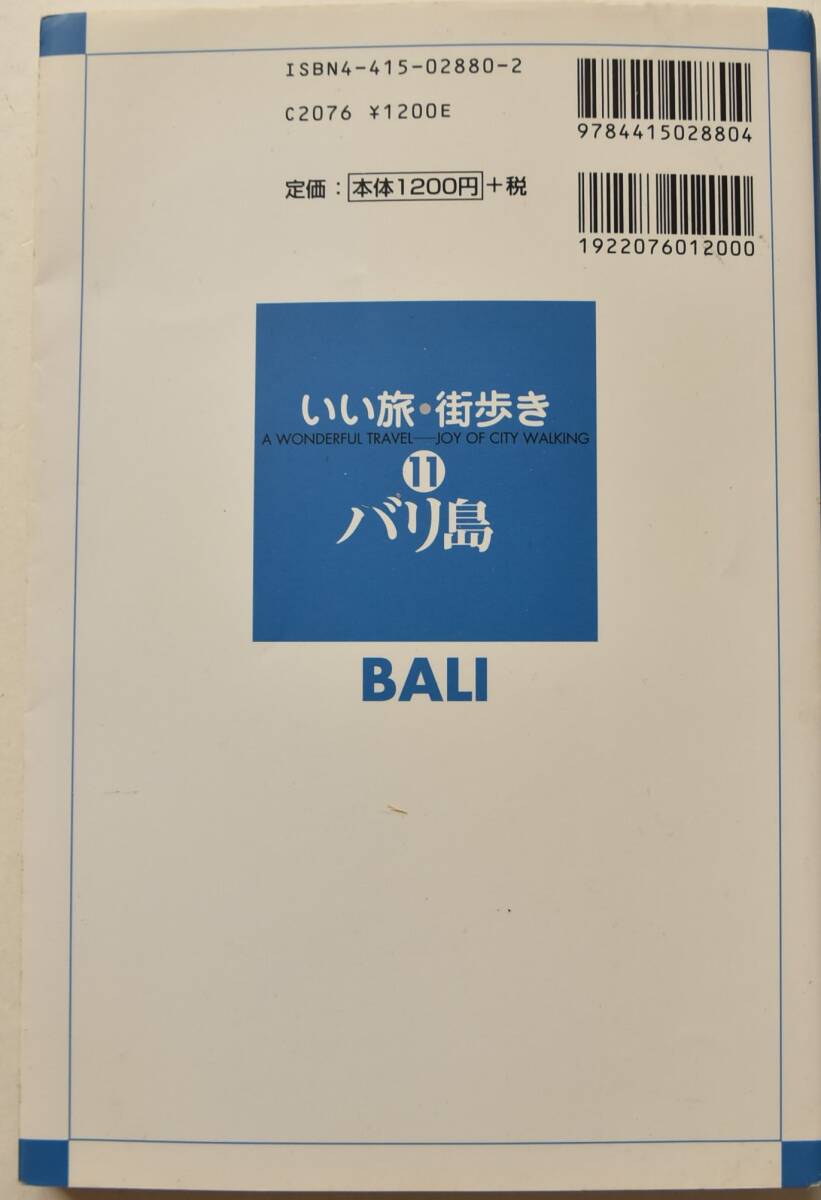 ISBN4-415-02880-2
C2076 ¥1200E
9784415028804
定価：本体1200円+税
1922076012000
いい旅・街歩き
A WONDERFUL TRAVEL—JOY OF CITY WALKING
11
バリ島
BALI